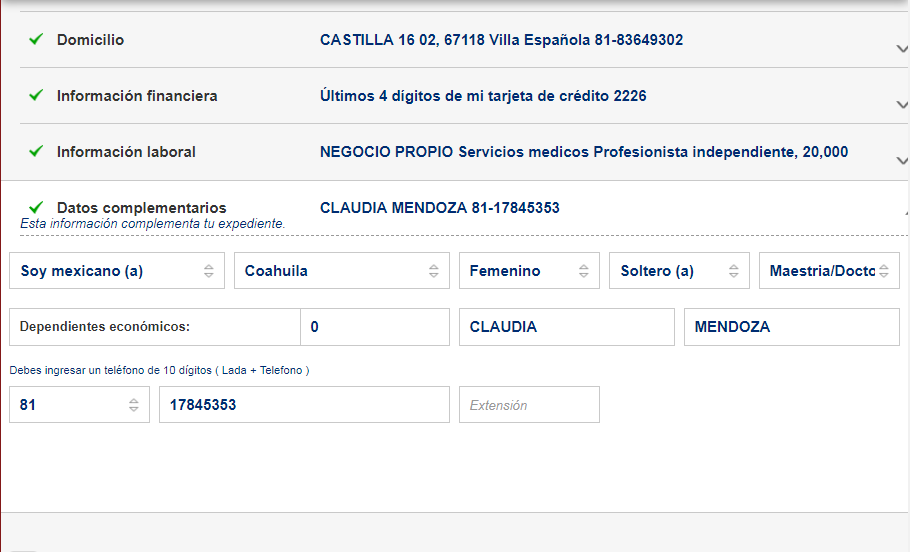 Domicilio CASTILLA 16 02, 67118 Villa Española 81-83649302
Información financiera Últimos 4 dígitos de mi tarjeta de crédito 2226
Información laboral NEGOCIO PROPIO Servicios medicos Profesionista independiente, 20,000
Datos complementarios CLAUDIA MENDOZA 81-17845353
Esta información complementa tu expediente.
Soy mexicano (a) Coahuila Femenino Soltero (a) Maestria/Docto
Dependientes económicos: 0 CLAUDIA MENDOZA
Debes ingresar un teléfono de 10 dígitos ( Lada + Telefono )
81 17845353 Extensión